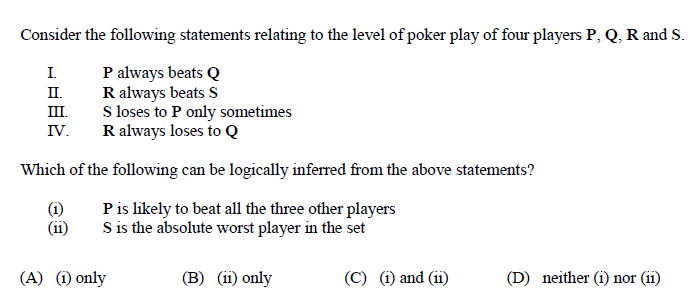 Consider the following statements relating to the level of poker play of four players P, Q, R and S.
I. P always beats Q
II. R always beats S
III. S loses to P only sometimes
IV. R always loses to Q
Which of the following can be logically inferred from the above statements?
(i) P is likely to beat all the three other players
(ii) S is the absolute worst player in the set
(A) (i) only (B) (ii) only (C) (i) and (ii) (D) neither (i) nor (ii)